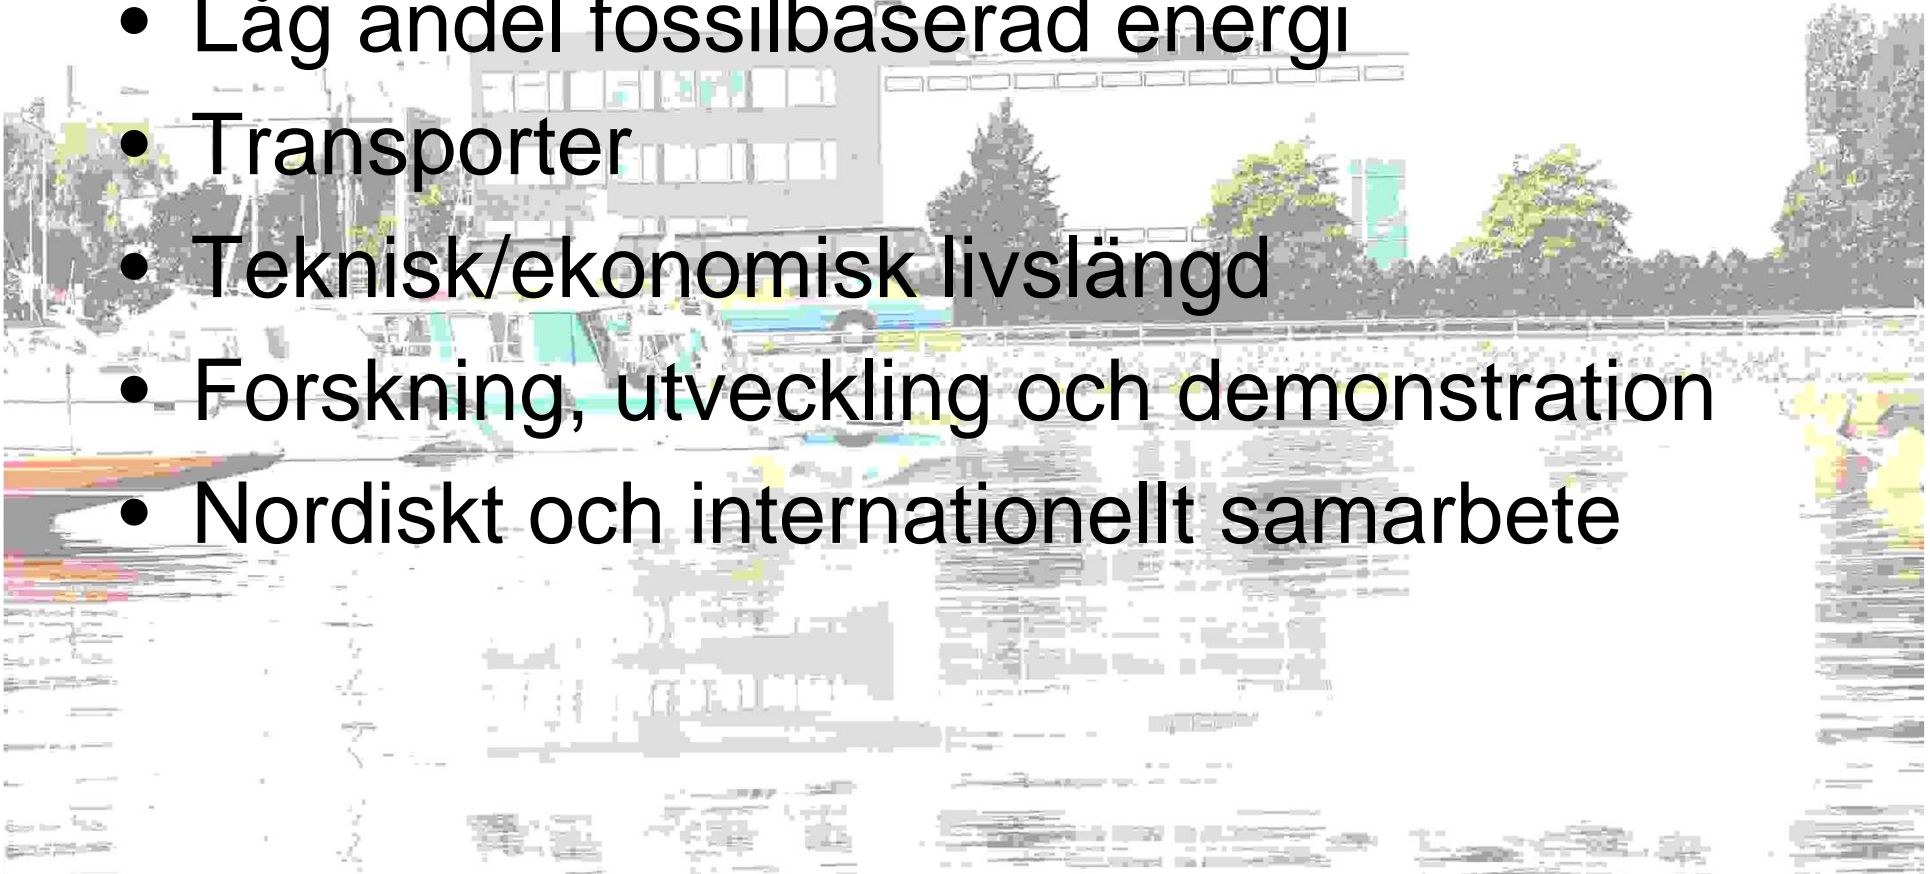 • Låg andel fossilbaserad energi
• Transporter
• Teknisk/ekonomisk livslängd
• Forskning, utveckling och demonstration
• Nordiskt och internationellt samarbete